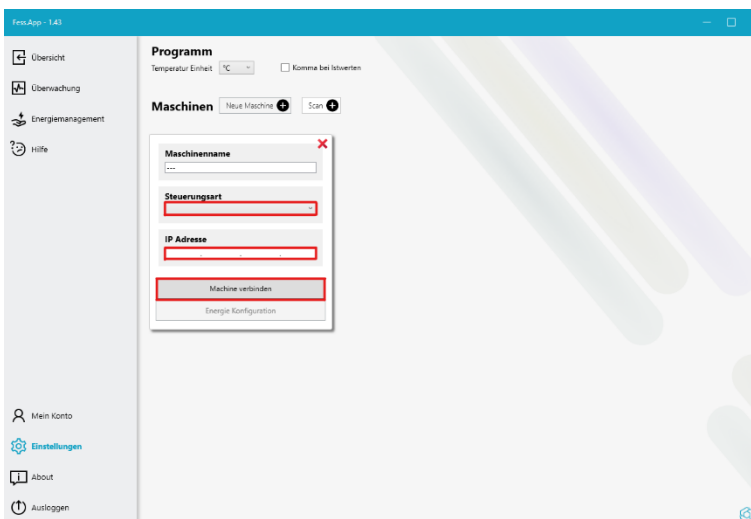 Fess.App - 1.43
Übersicht
Überwachung
Energiemanagement
Hilfe
Programm
Temperatur Einheit °C Komma bei Istwerten
Maschinen Neue Maschine Scan
Maschinenname
---
Steuerungsart
IP Adresse
. . . .
Machine verbinden
Energie Konfiguration
Mein Konto
Einstellungen
About
Ausloggen